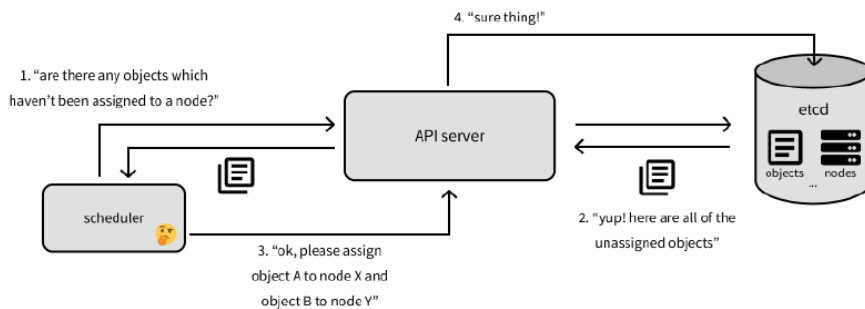 4. “sure thing!”
1. “are there any objects which
haven’t been assigned to a node?”
API server
etcd
objects
nodes
...
scheduler
2. “yup! here are all of the
unassigned objects”
3. “ok, please assign
object A to node X and
object B to node Y”